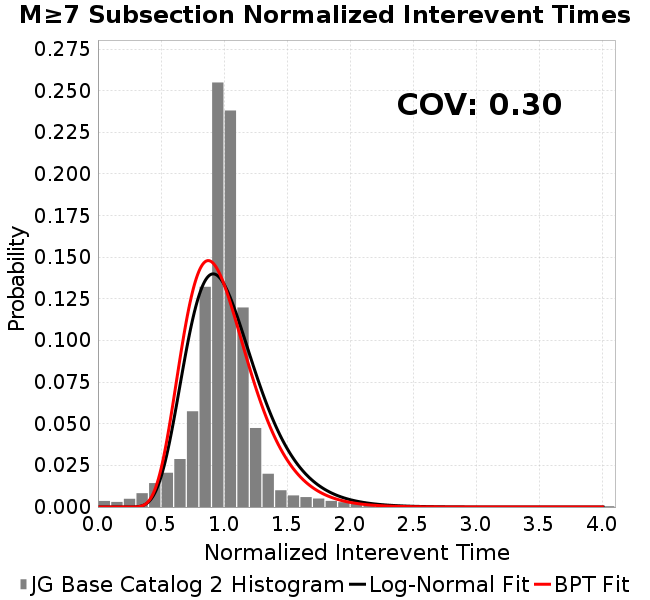 M≥7 Subsection Normalized Interevent Times
COV: 0.30
Probability
0.275
0.250
0.225
0.200
0.175
0.150
0.125
0.100
0.075
0.050
0.025
0.000
0.0 0.5 1.0 1.5 2.0 2.5 3.0 3.5 4.0
Normalized Interevent Time
JG Base Catalog 2 Histogram Log-Normal Fit BPT Fit